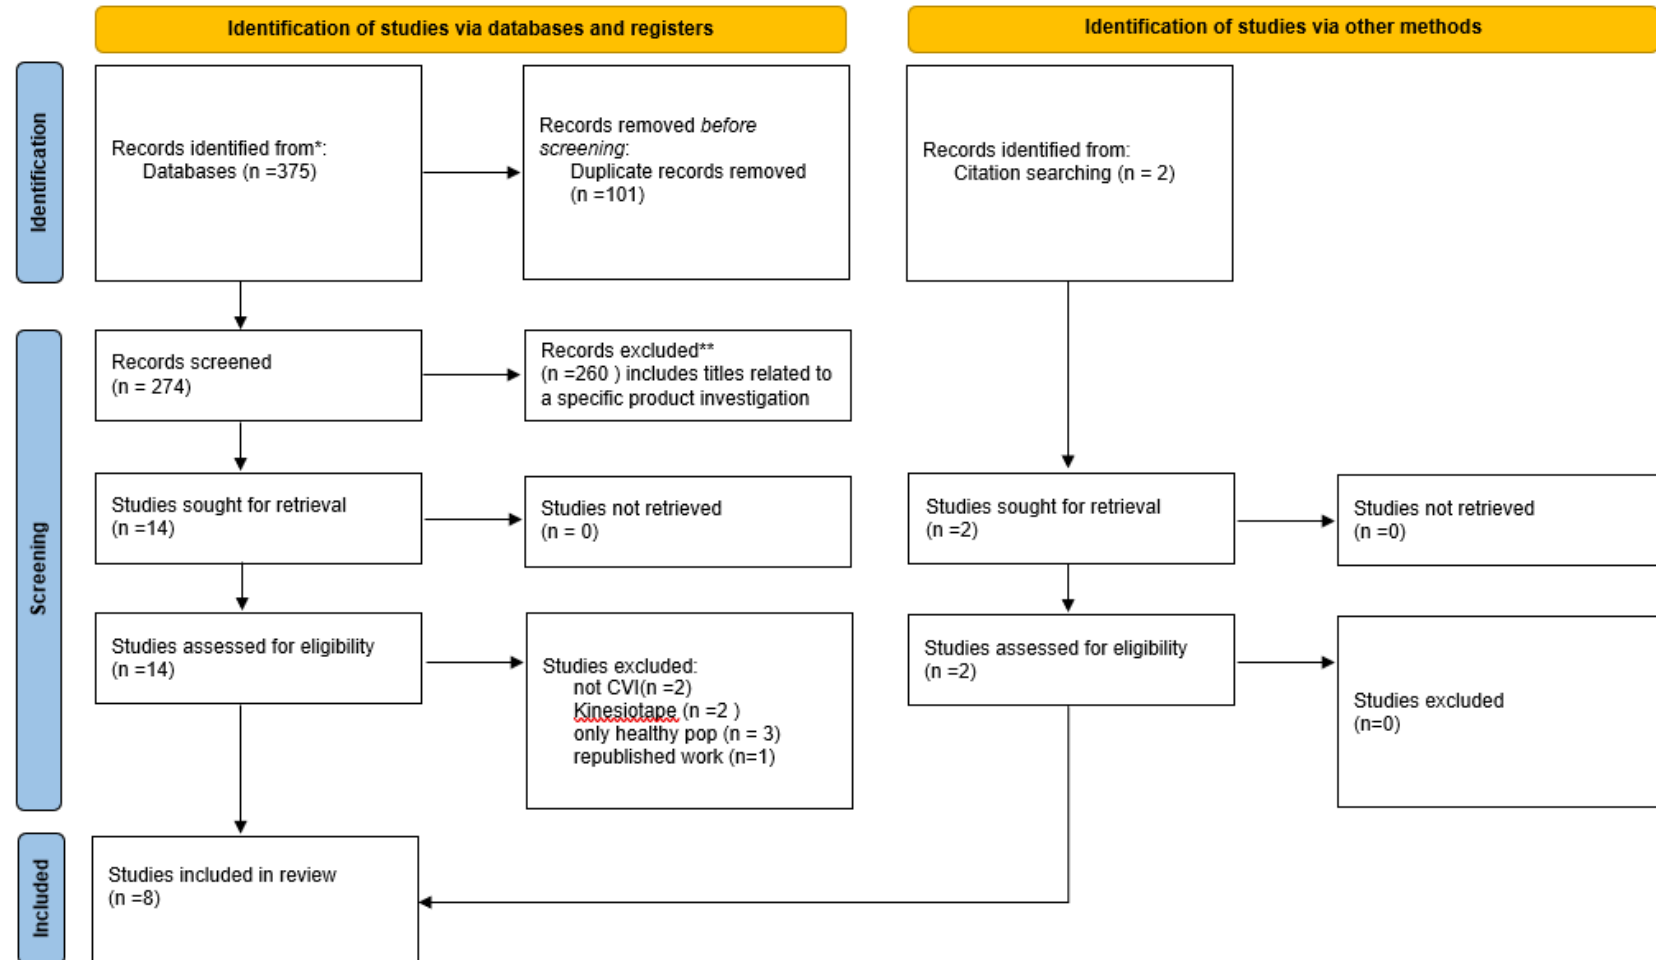 Identification of studies via databases and registers
Identification of studies via other methods
Identification
Records identified from*:
Databases (n =375)
Records removed before
screening:
Duplicate records removed
(n =101)
Records identified from:
Citation searching (n = 2)
Screening
Records screened
(n = 274)
Records excluded**
(n =260 ) includes titles related to
a specific product investigation
Studies sought for retrieval
(n =14)
Studies not retrieved
(n = 0)
Studies sought for retrieval
(n =2)
Studies not retrieved
(n =0)
Studies assessed for eligibility
(n =14)
Studies excluded:
not CVI(n =2)
Kinesiotape (n =2 )
only healthy pop (n = 3)
republished work (n=1)
Studies assessed for eligibility
(n =2)
Studies excluded
(n=0)
Included
Studies included in review
(n =8)